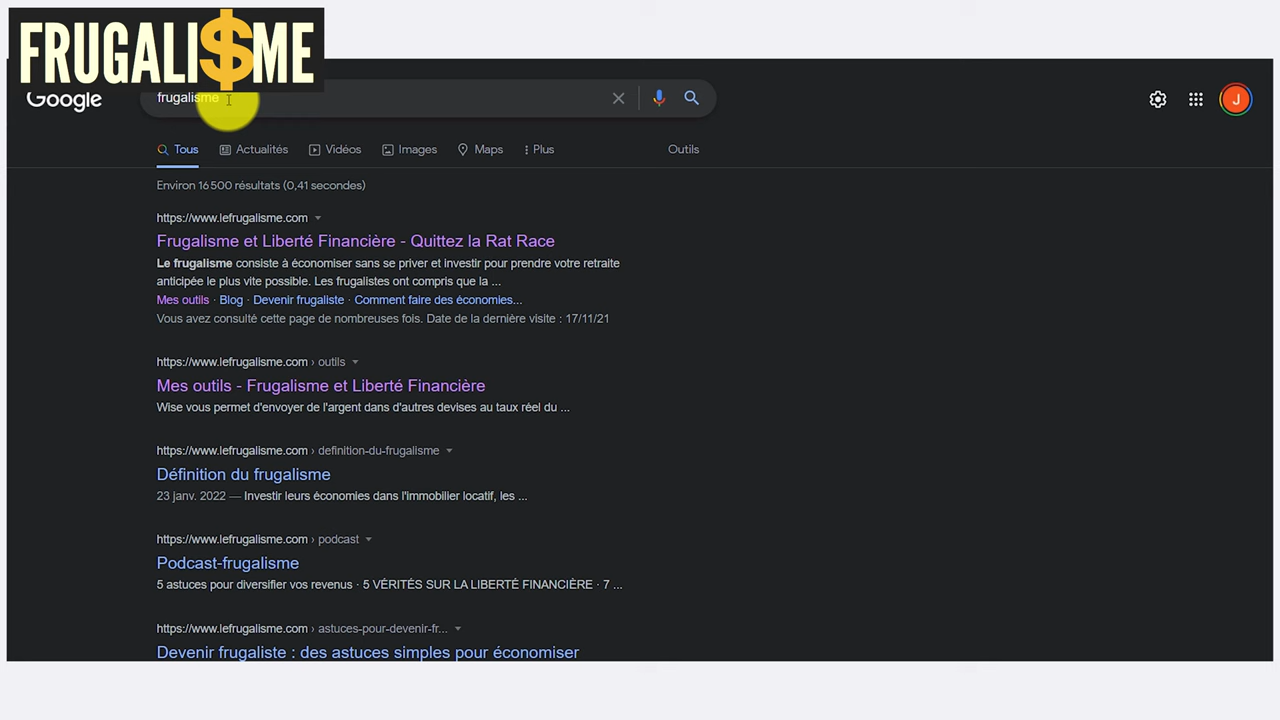 FRUGALI$ME
Google
frugalisme
J
Tous
Actualités
Vidéos
Images
Maps
Plus
Outils
Environ 16 500 résultats (0,41 secondes)
https://www.lefrugalisme.com
Frugalisme et Liberté Financière - Quittez la Rat Race
Le frugalisme consiste à économiser sans se priver et investir pour prendre votre retraite
anticipée le plus vite possible. Les frugalistes ont compris que la ...
Mes outils · Blog · Devenir frugaliste · Comment faire des économies...
Vous avez consulté cette page de nombreuses fois. Date de la dernière visite : 17/11/21
https://www.lefrugalisme.com › outils
Mes outils - Frugalisme et Liberté Financière
Wise vous permet d'envoyer de l'argent dans d'autres devises au taux réel du ...
https://www.lefrugalisme.com › definition-du-frugalisme
Définition du frugalisme
23 janv. 2022 — Investir leurs économies dans l'immobilier locatif, les ...
https://www.lefrugalisme.com › podcast
Podcast-frugalisme
5 astuces pour diversifier vos revenus · 5 VÉRITÉS SUR LA LIBERTÉ FINANCIÈRE · 7 ...
https://www.lefrugalisme.com › astuces-pour-devenir-fr...
Devenir frugaliste : des astuces simples pour économiser